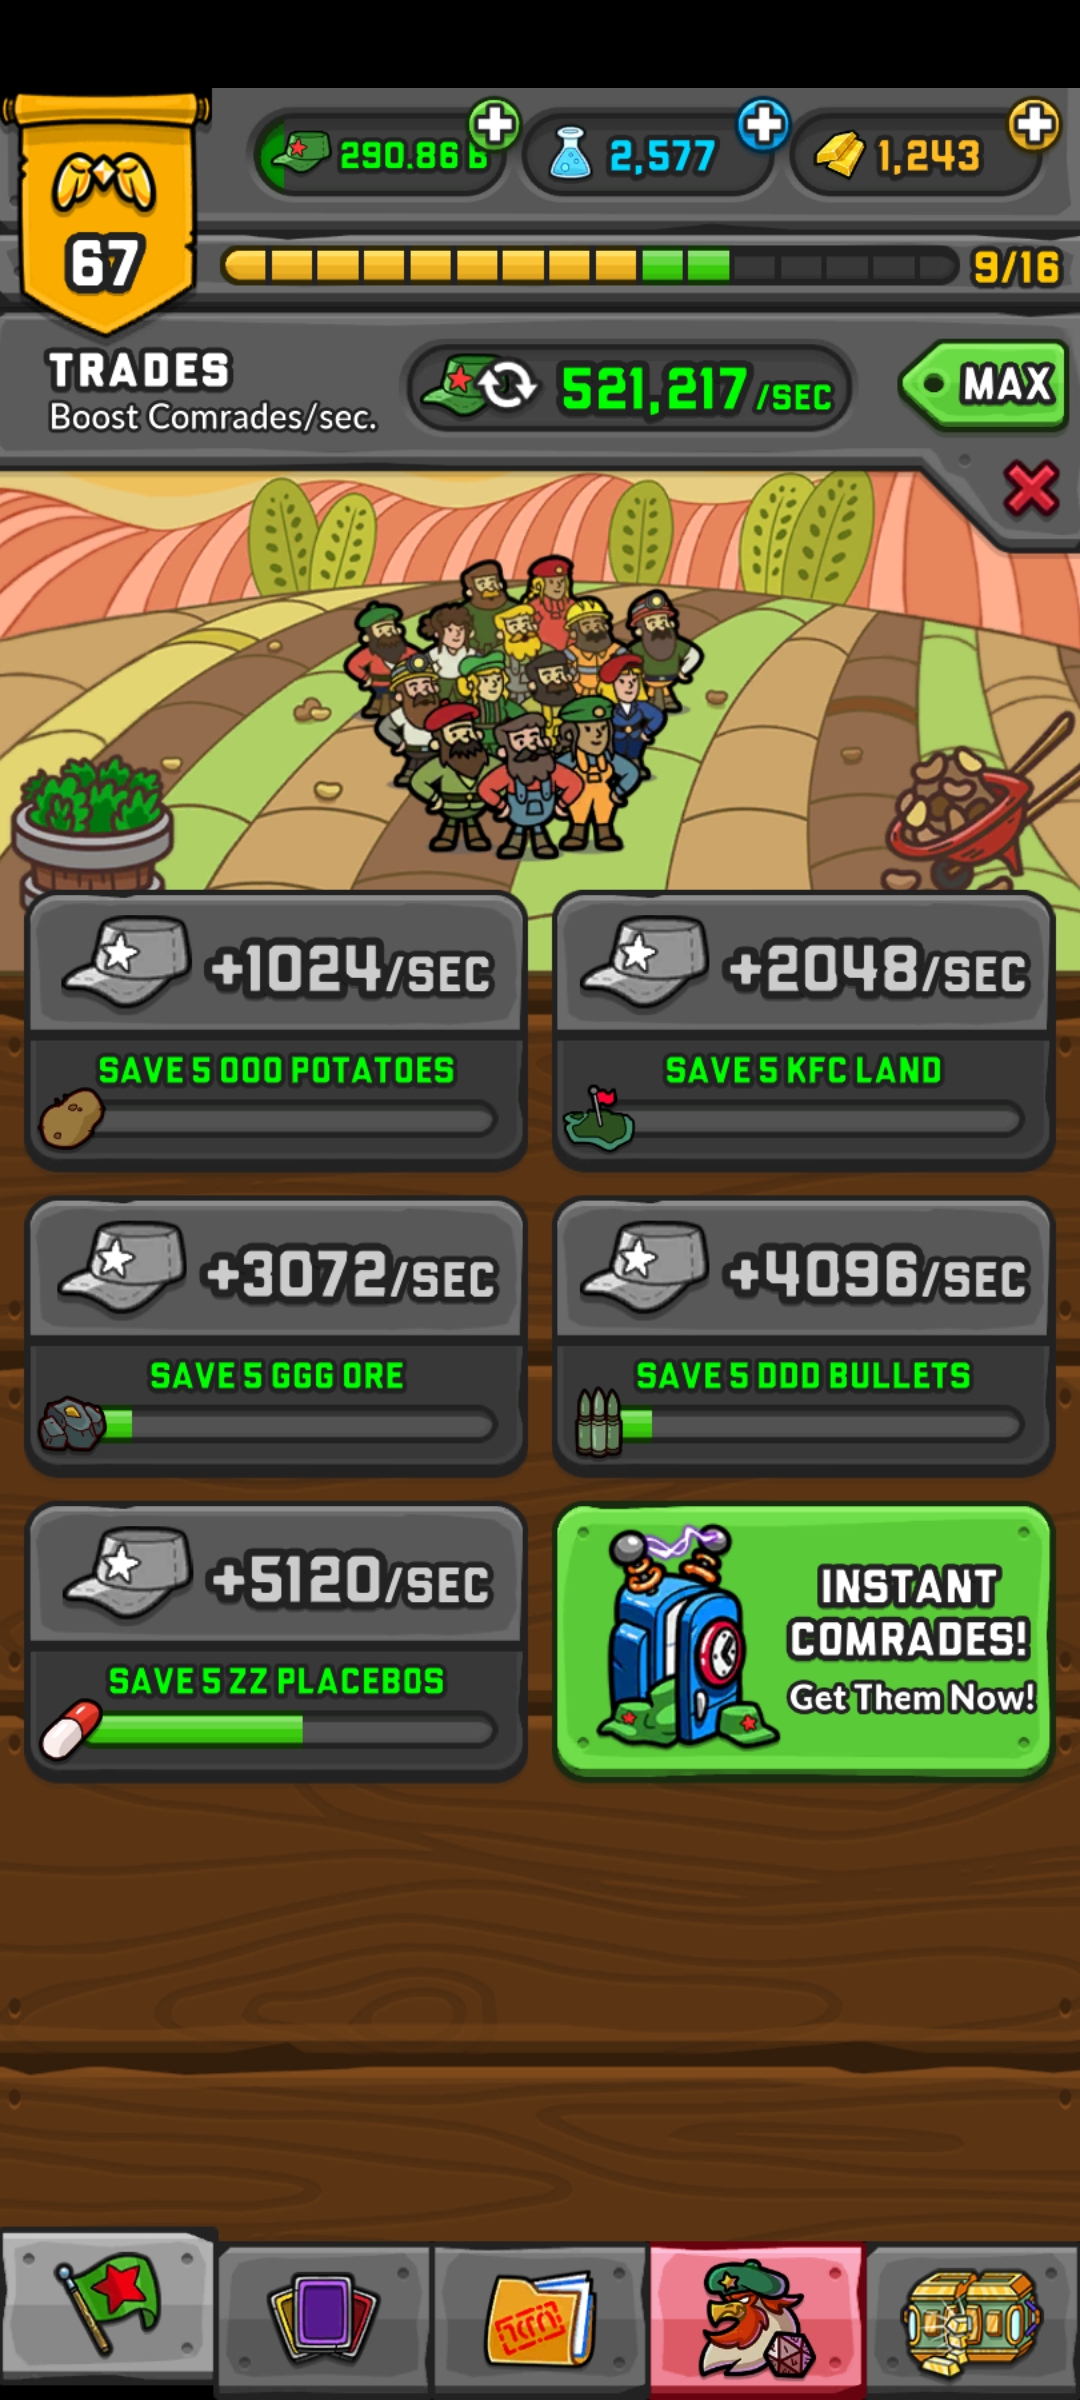 290.86 B
2,577
1,243
67
9/16
TRADES
Boost Comrades/sec.
521,217/SEC
MAX
+1024/SEC
+2048/SEC
SAVE 5 000 POTATOES
SAVE 5 KFC LAND
+3072/SEC
+4096/SEC
SAVE 5 GGG ORE
SAVE 5 DDD BULLETS
+5120/SEC
SAVE 5 ZZ PLACEBOS
INSTANT
COMRADES!
Get Them Now!